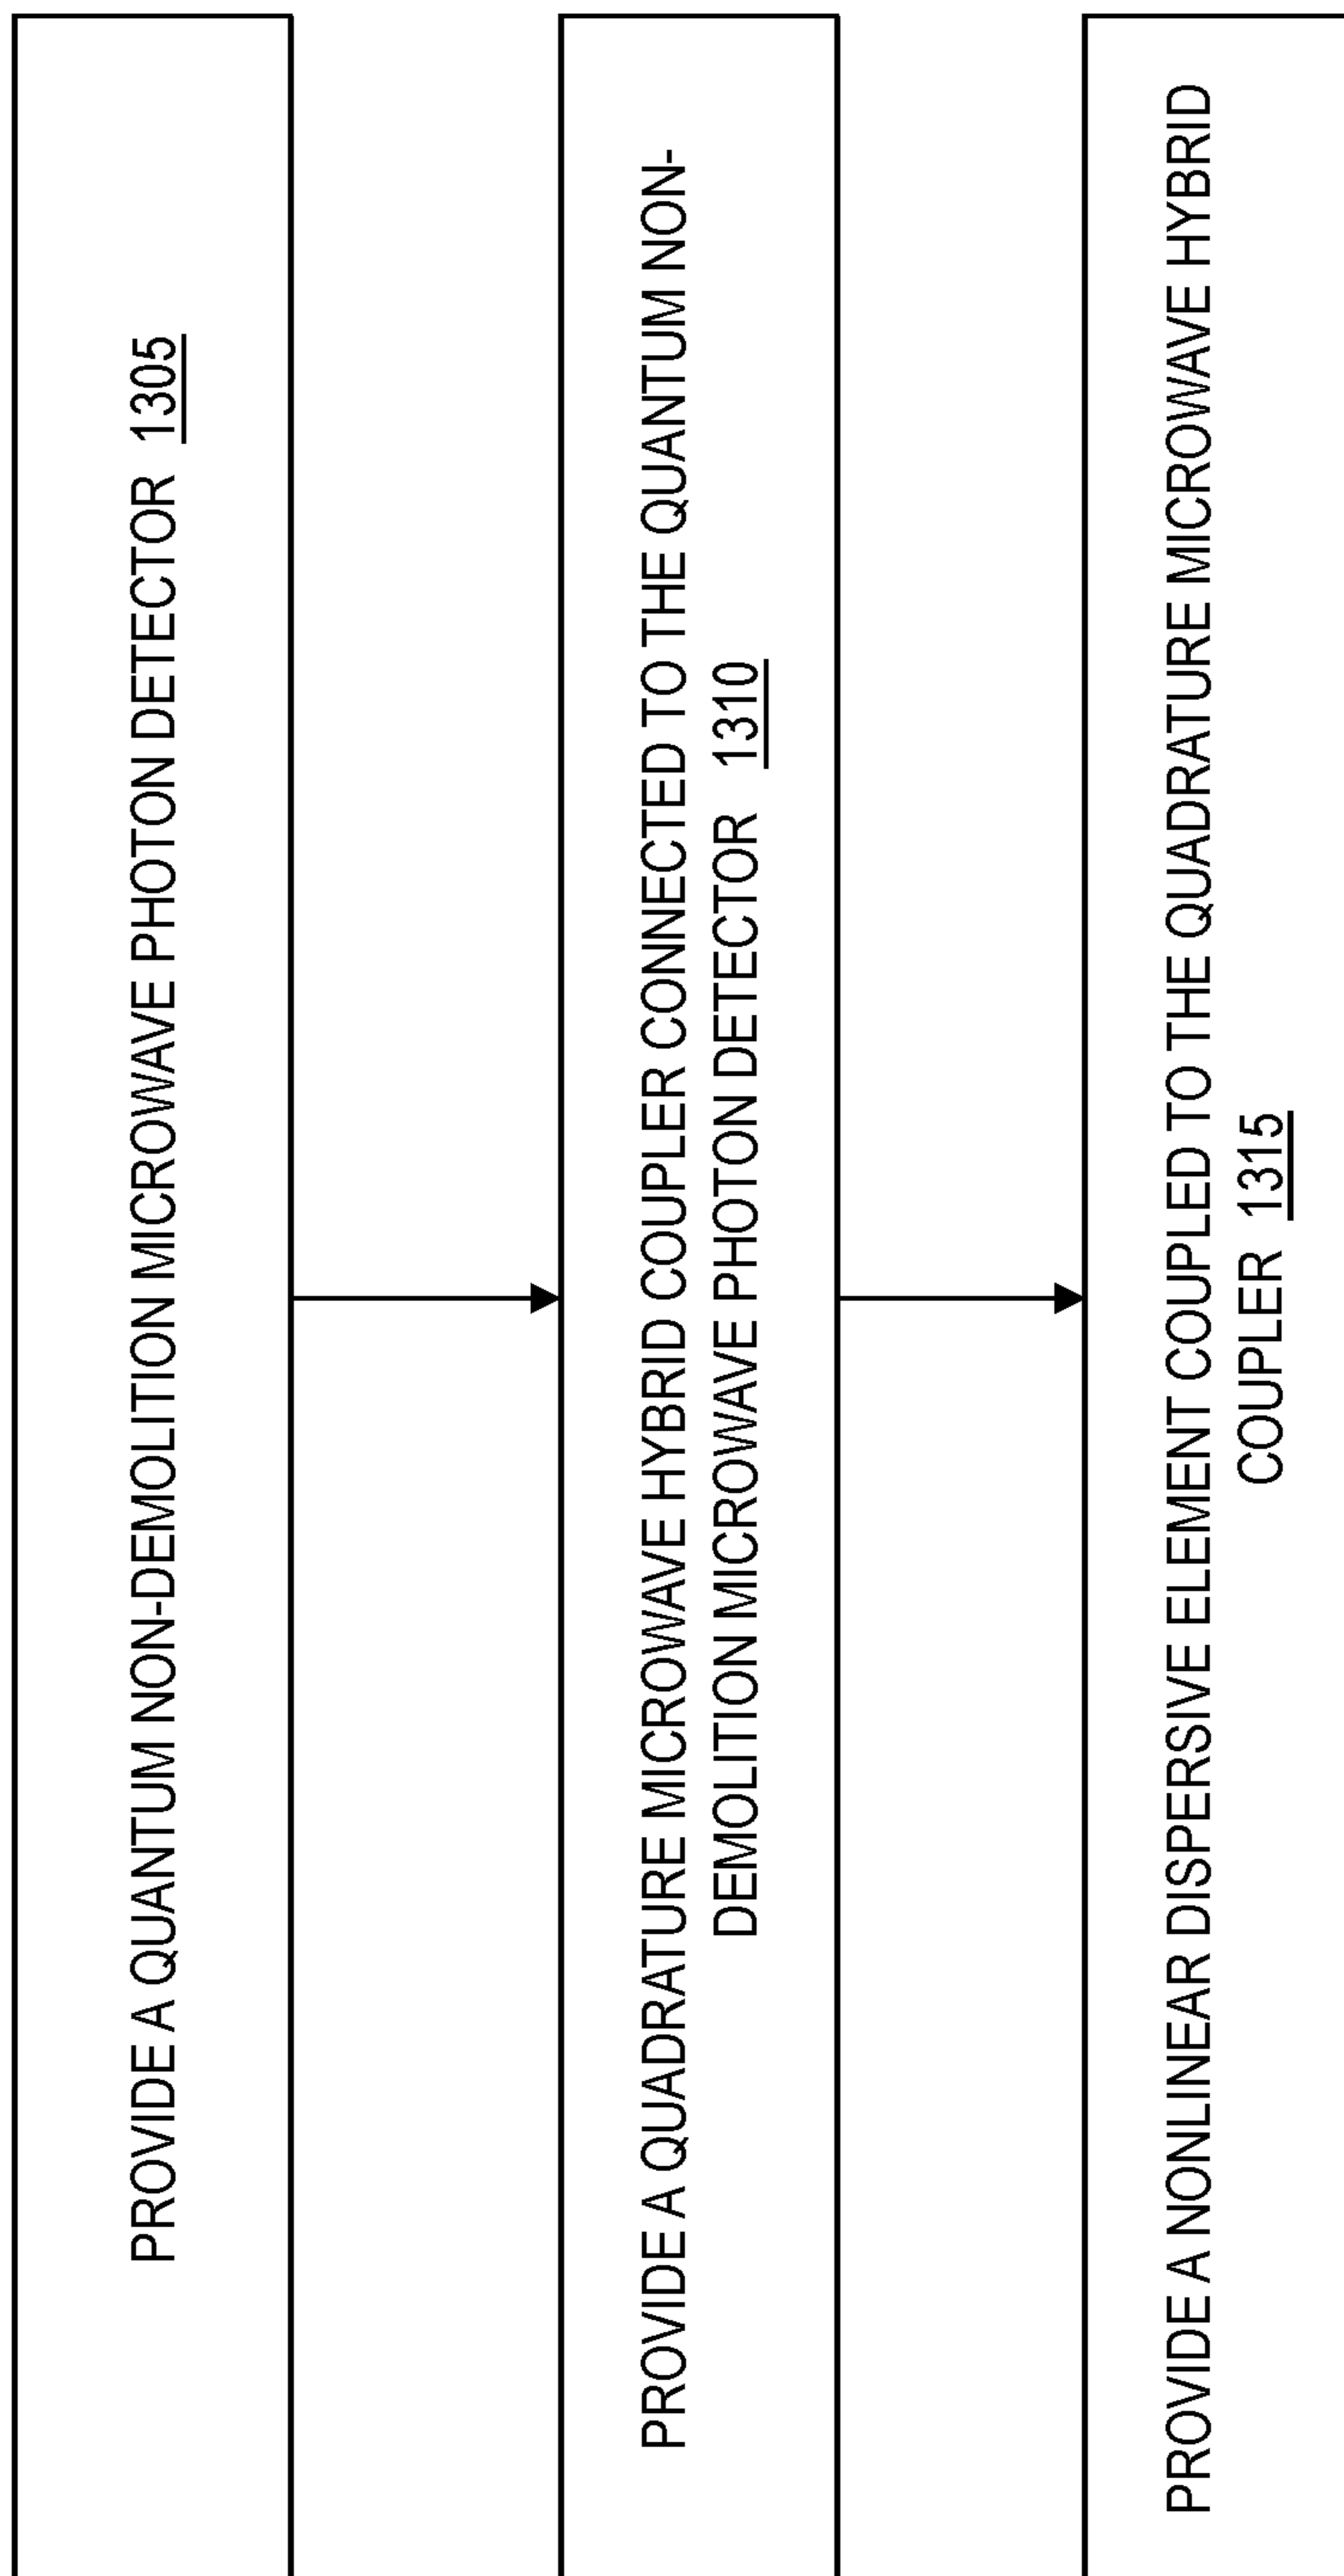 PROVIDE A QUANTUM NON-DEMOLITION MICROWAVE PHOTON DETECTOR 1305
PROVIDE A QUADRATURE MICROWAVE HYBRID COUPLER CONNECTED TO THE QUANTUM NON-
DEMOLITION MICROWAVE PHOTON DETECTOR 1310
PROVIDE A NONLINEAR DISPERSIVE ELEMENT COUPLED TO THE QUADRATURE MICROWAVE HYBRID
COUPLER 1315